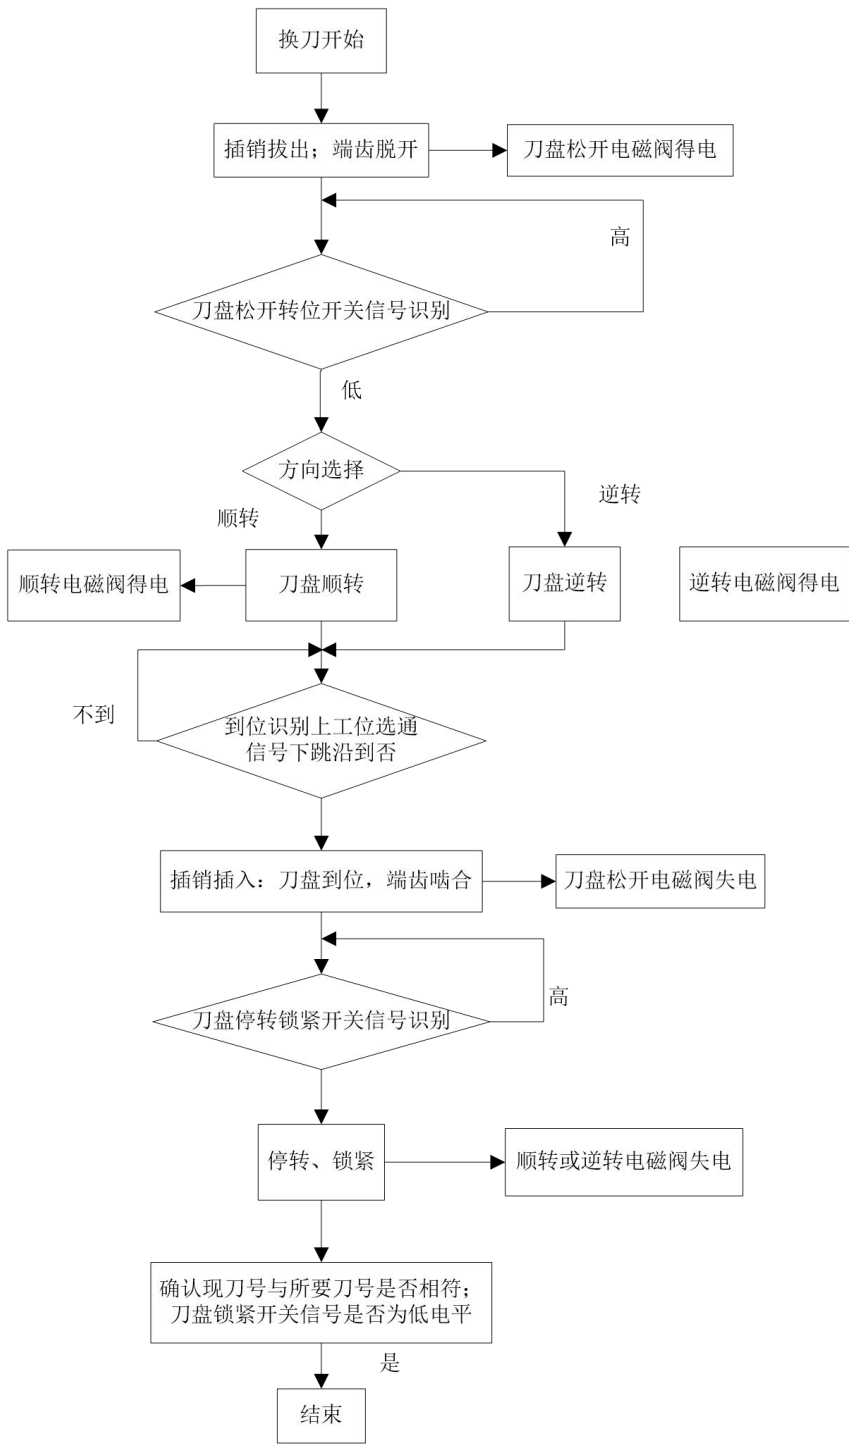 换刀开始
插销拔出；端齿脱开
刀盘松开电磁阀得电
高
刀盘松开转位开关信号识别
低
方向选择
逆转
顺转
顺转电磁阀得电
刀盘顺转
刀盘逆转
逆转电磁阀得电
不到
到位识别上工位选通
信号下跳沿到否
插销插入：刀盘到位，端齿啮合
刀盘松开电磁阀失电
高
刀盘停转锁紧开关信号识别
停转、锁紧
顺转或逆转电磁阀失电
确认现刀号与所要刀号是否相符；
刀盘锁紧开关信号是否为低电平
是
结束